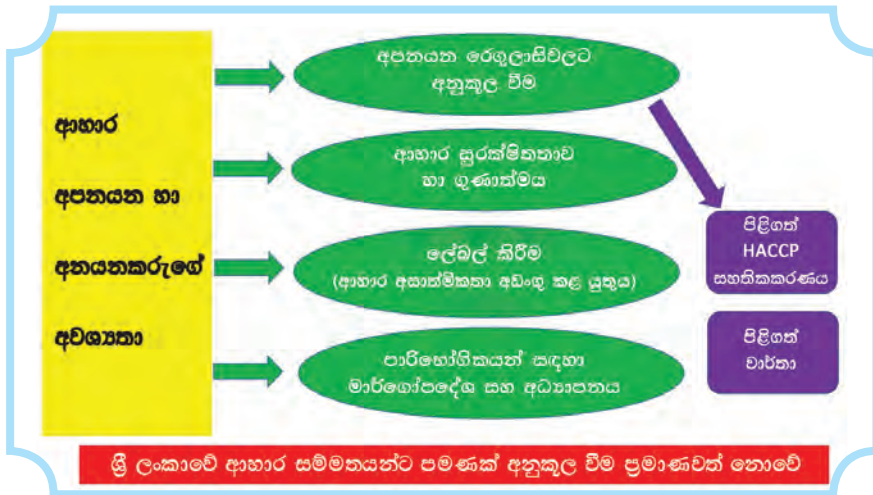 ආහාර
අපනයන හා
අනයනකරුගේ
අවශ්‍යතා
අපනයන රෙගුලාසිවලට
අනුකූල වීම
ආහාර සුරක්ෂිතතාව
හා ගුණාත්මය
ලේබල් කිරීම
(ආහාර අසාත්මිකතා අඩංගු කළ යුතුය)
පාරිභෝගිකයන් සඳහා
මාර්ගෝපදේශ සහ අධ්‍යාපනය
පිළිගත්
HACCP
සහතිකකරණය
පිළිගත්
වාර්තා
ශ්‍රී ලංකාවේ ආහාර සම්මතයන්ට පමණක් අනුකූල වීම ප්‍රමාණවත් නොවේ